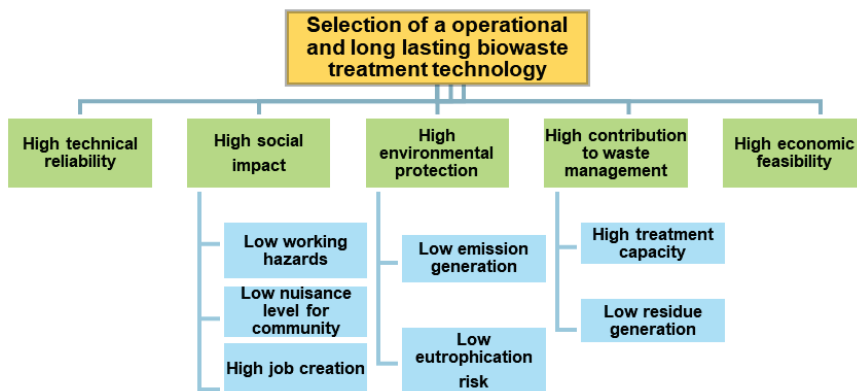 Selection of a operational
and long lasting biowaste
treatment technology
High technical
reliability
High social
impact
High
environmental
protection
High contribution
to waste
management
High economic
feasibility
Low working
hazards
Low nuisance
level for
community
High job creation
Low emission
generation
Low
eutrophication
risk
High treatment
capacity
Low residue
generation